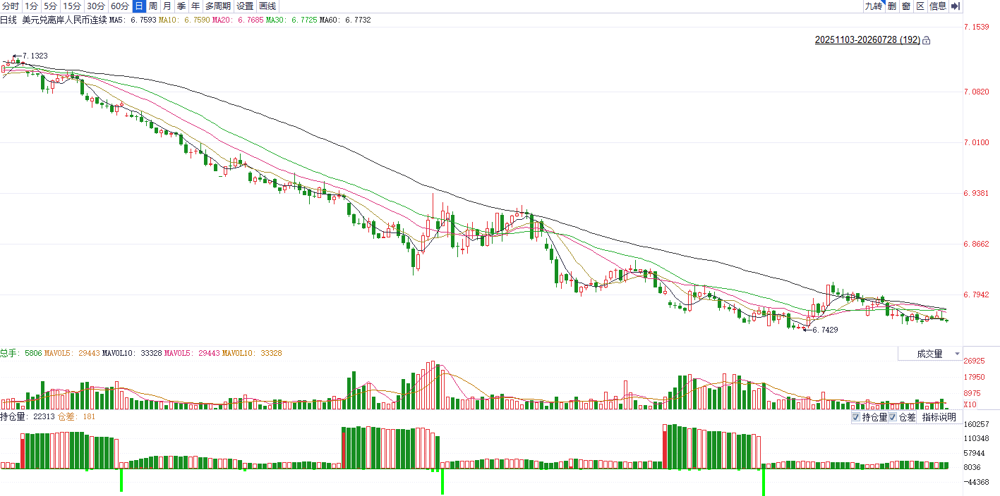 分时 1分 5分 15分 30分 60分 日 周 月 季 年 多周期 设置 画线 九转 删 窗 区 信息
日线 美元兑离岸人民币连续 MA5: 6.7593 MA10: 6.7590 MA20: 6.7685 MA30: 6.7725 MA60: 6.7732
7.1539
20251103-20260728 (192)
7.1323
7.0820
7.0100
6.9381
6.8662
6.7942
6.7429
总手: 5806 MAVOL5: 29443 MAVOL10: 33328 MAVOL5: 29443 MAVOL10: 33328
成交量
26925
17950
8975
X10
持仓量: 22313 仓差: 181
持仓量 仓差 指标说明
160257
110348
57944
8036
-44368